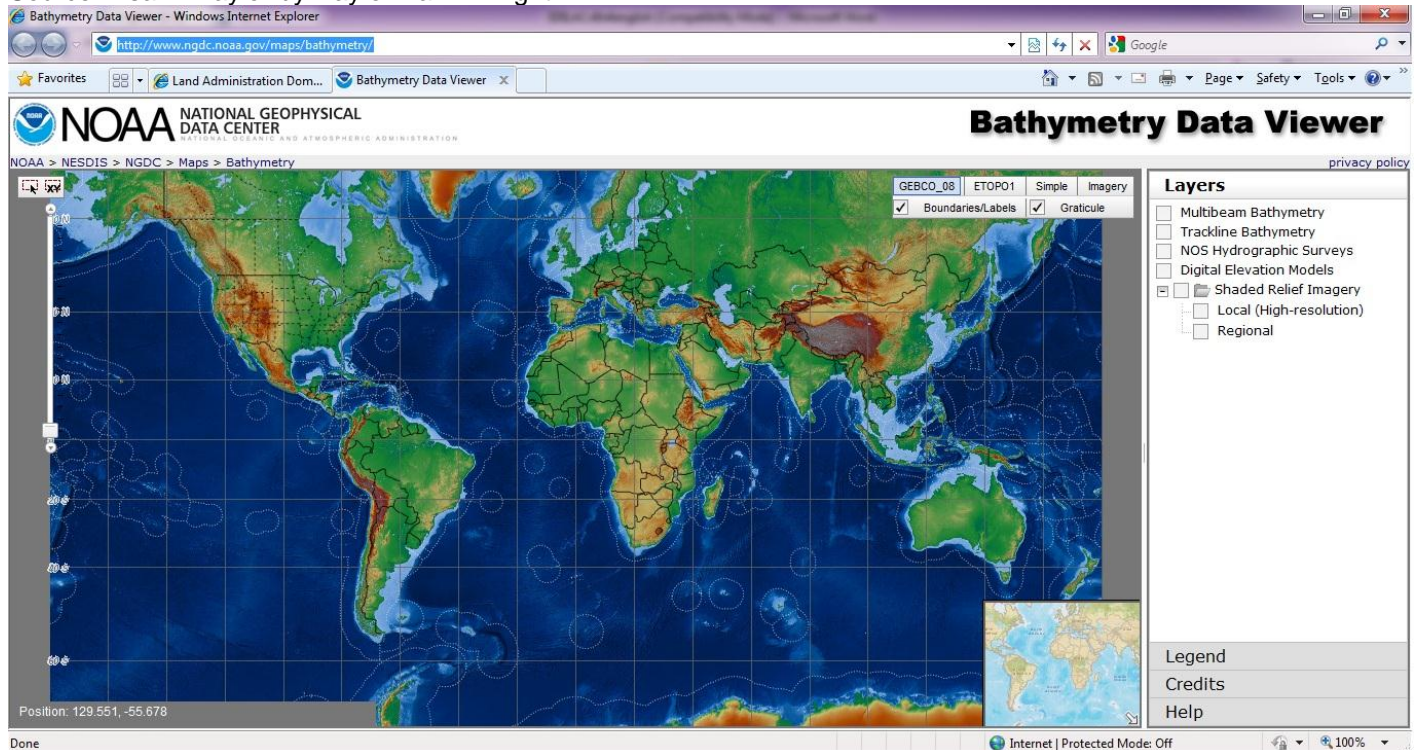 Bathymetry Data Viewer - Windows Internet Explorer
http://www.ngdc.noaa.gov/maps/bathymetry/
Google
Favorites
Land Administration Dom...
Bathymetry Data Viewer
Page
Safety
Tools
NOAA
NATIONAL GEOPHYSICAL
DATA CENTER
NATIONAL OCEANIC AND ATMOSPHERIC ADMINISTRATION
Bathymetry Data Viewer
NOAA > NESDIS > NGDC > Maps > Bathymetry
privacy policy
XY
GEBCO_08 ETOPO1 Simple Imagery
Boundaries/Labels Graticule
Layers
Multibeam Bathymetry
Trackline Bathymetry
NOS Hydrographic Surveys
Digital Elevation Models
Shaded Relief Imagery
Local (High-resolution)
Regional
Legend
Credits
Help
Position: 129.551, -55.678
Done
Internet | Protected Mode: Off
100%